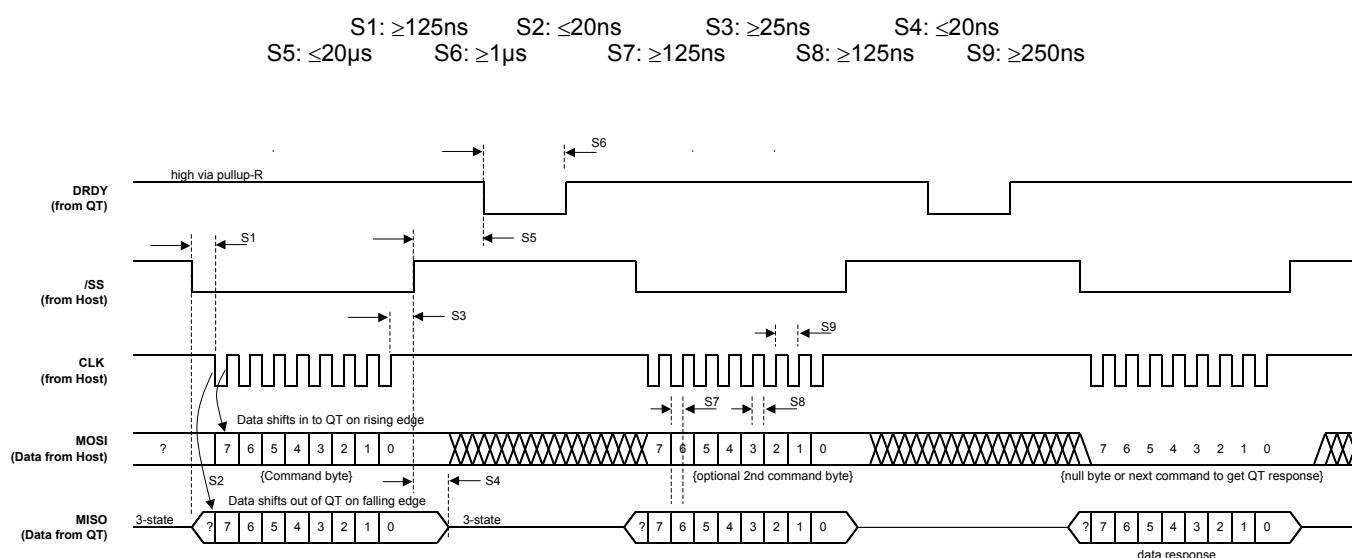 S1: ≥125ns S2: ≤20ns S3: ≥25ns S4: ≤20ns
S5: ≤20µs S6: ≥1µs S7: ≥125ns S8: ≥125ns S9: ≥250ns
S6
high via pullup-R
DRDY
(from QT)
S1
S5
/SS
(from Host)
S3
S9
CLK
(from Host)
S7 S8
Data shifts in to QT on rising edge
MOSI
(Data from Host)
? 7 6 5 4 3 2 1 0 7 6 5 4 3 2 1 0 7 6 5 4 3 2 1 0
{Command byte} {optional 2nd command byte} {null byte or next command to get QT response}
S2 S4
Data shifts out of QT on falling edge
MISO
(Data from QT)
3-state ? 7 6 5 4 3 2 1 0 3-state ? 7 6 5 4 3 2 1 0 ? 7 6 5 4 3 2 1 0
data response